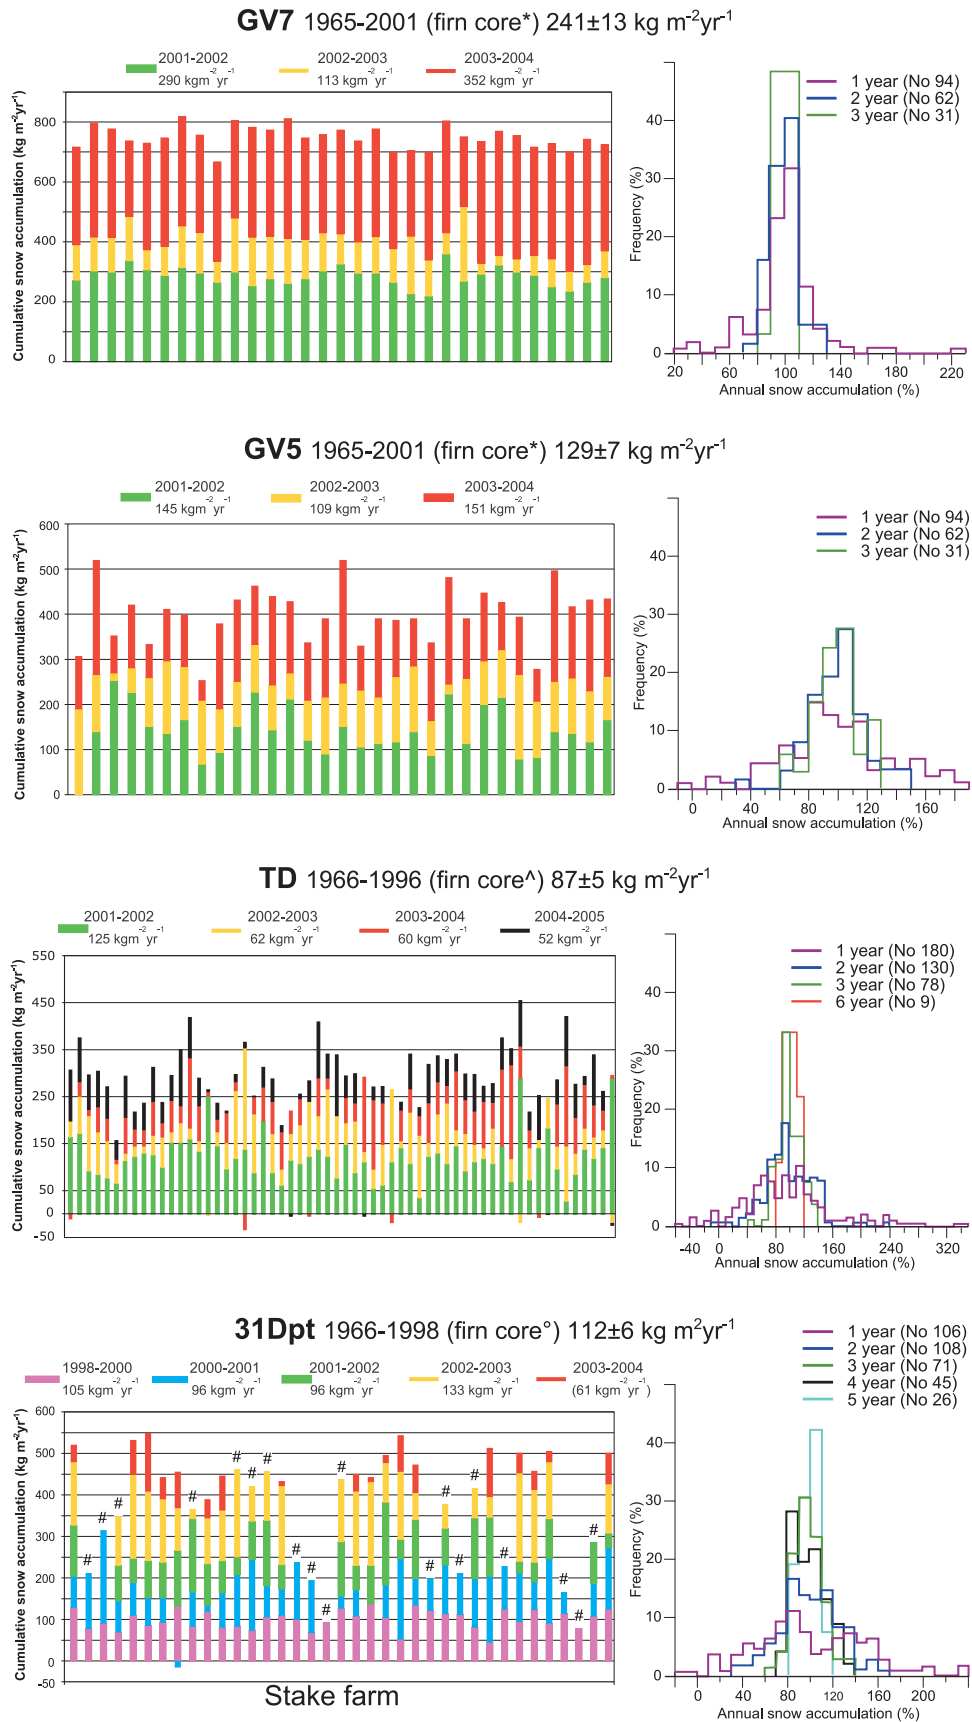 GV7 1965-2001 (firn core*) 241±13 kg m⁻²yr⁻¹
2001-2002 2002-2003 2003-2004
290 kgm⁻²yr⁻¹ 113 kgm⁻²yr⁻¹ 352 kgm⁻²yr⁻¹
Cumulative snow accumulation (kg m⁻²yr⁻¹)
800
600
400
200
0
1 year (No 94)
2 year (No 62)
3 year (No 31)
Frequency (%)
40
30
20
10
0
20 60 100 140 180 220
Annual snow accumulation (%)
GV5 1965-2001 (firn core*) 129±7 kg m⁻²yr⁻¹
2001-2002 2002-2003 2003-2004
145 kgm⁻²yr⁻¹ 109 kgm⁻²yr⁻¹ 151 kgm⁻²yr⁻¹
Cumulative snow accumulation (kg m⁻²yr⁻¹)
600
500
400
300
200
100
0
1 year (No 94)
2 year (No 62)
3 year (No 31)
Frequency (%)
40
30
20
10
0
0 40 80 120 160
Annual snow accumulation (%)
TD 1966-1996 (firn core^) 87±5 kg m⁻²yr⁻¹
2001-2002 2002-2003 2003-2004 2004-2005
125 kgm⁻²yr⁻¹ 62 kgm⁻²yr⁻¹ 60 kgm⁻²yr⁻¹ 52 kgm⁻²yr⁻¹
Cumulative snow accumulation (kg m⁻²yr⁻¹)
550
450
350
250
150
50
0
-50
1 year (No 180)
2 year (No 130)
3 year (No 78)
6 year (No 9)
Frequency (%)
40
30
20
10
0
-40 0 80 160 240 320
Annual snow accumulation (%)
31Dpt 1966-1998 (firn core°) 112±6 kg m²yr⁻¹
1998-2000 2000-2001 2001-2002 2002-2003 2003-2004
105 kgm⁻²yr⁻¹ 96 kgm⁻²yr⁻¹ 96 kgm⁻²yr⁻¹ 133 kgm⁻²yr⁻¹ (61 kgm⁻²yr⁻¹)
Cumulative snow accumulation (kg m⁻²yr⁻¹)
600
500
400
300
200
100
0
-50
# # # # # # # # # # # # # # # # # #
Stake farm
1 year (No 106)
2 year (No 108)
3 year (No 71)
4 year (No 45)
5 year (No 26)
Frequency (%)
40
30
20
10
0
0 40 80 120 160 200
Annual snow accumulation (%)